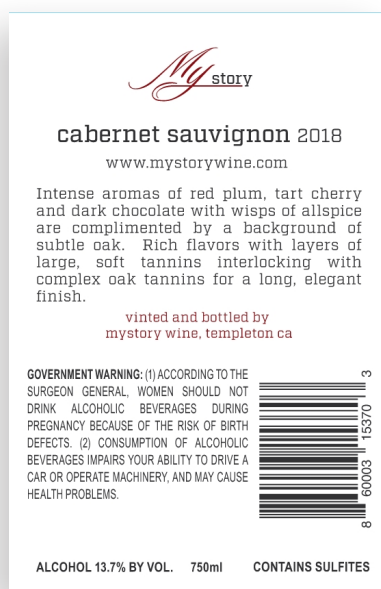 My story
cabernet sauvignon 2018
www.mystorywine.com
Intense aromas of red plum, tart cherry
and dark chocolate with wisps of allspice
are complimented by a background of
subtle oak. Rich flavors with layers of
large, soft tannins interlocking with
complex oak tannins for a long, elegant
finish.
vinted and bottled by
mystory wine, templeton ca
GOVERNMENT WARNING: (1) ACCORDING TO THE
SURGEON GENERAL, WOMEN SHOULD NOT
DRINK ALCOHOLIC BEVERAGES DURING
PREGNANCY BECAUSE OF THE RISK OF BIRTH
DEFECTS. (2) CONSUMPTION OF ALCOHOLIC
BEVERAGES IMPAIRS YOUR ABILITY TO DRIVE A
CAR OR OPERATE MACHINERY, AND MAY CAUSE
HEALTH PROBLEMS.
8 60003 15370 3
ALCOHOL 13.7% BY VOL. 750ml CONTAINS SULFITES